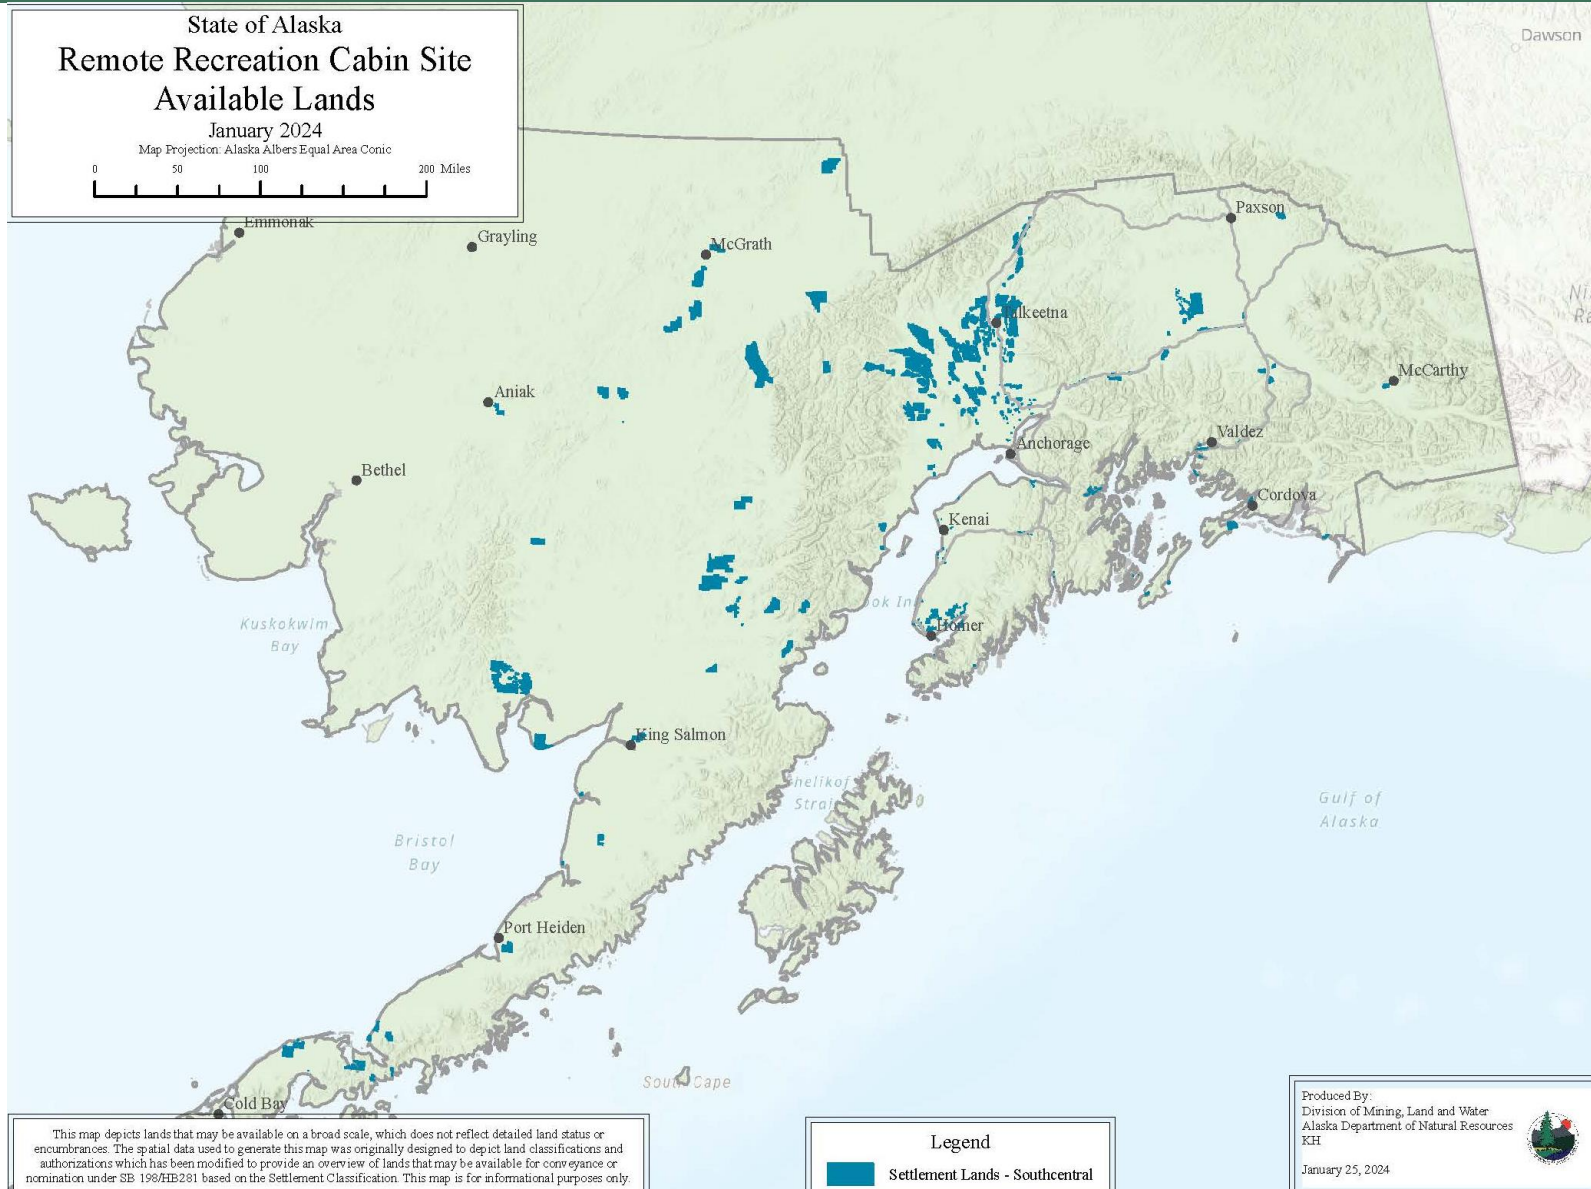 State of Alaska
Remote Recreation Cabin Site
Available Lands
January 2024
Map Projection: Alaska Albers Equal Area Conic
0 50 100 200 Miles
Dawson
Emmonak
Grayling
McGrath
Paxson
Talkeetna
McCarthy
Aniak
Valdez
Anchorage
Bethel
Cordova
Kenai
Kuskokwim
Bay
Homer
King Salmon
Shelikof
Strait
Gulf of
Alaska
Bristol
Bay
Port Heiden
South Cape
Cold Bay
This map depicts lands that may be available on a broad scale, which does not reflect detailed land status or
encumbrances. The spatial data used to generate this map was originally designed to depict land classifications and
authorizations which has been modified to provide an overview of lands that may be available for conveyance or
nomination under SB 198/HB281 based on the Settlement Classification. This map is for informational purposes only.
Legend
Settlement Lands - Southcentral
Produced By:
Division of Mining, Land and Water
Alaska Department of Natural Resources
KH
January 25, 2024